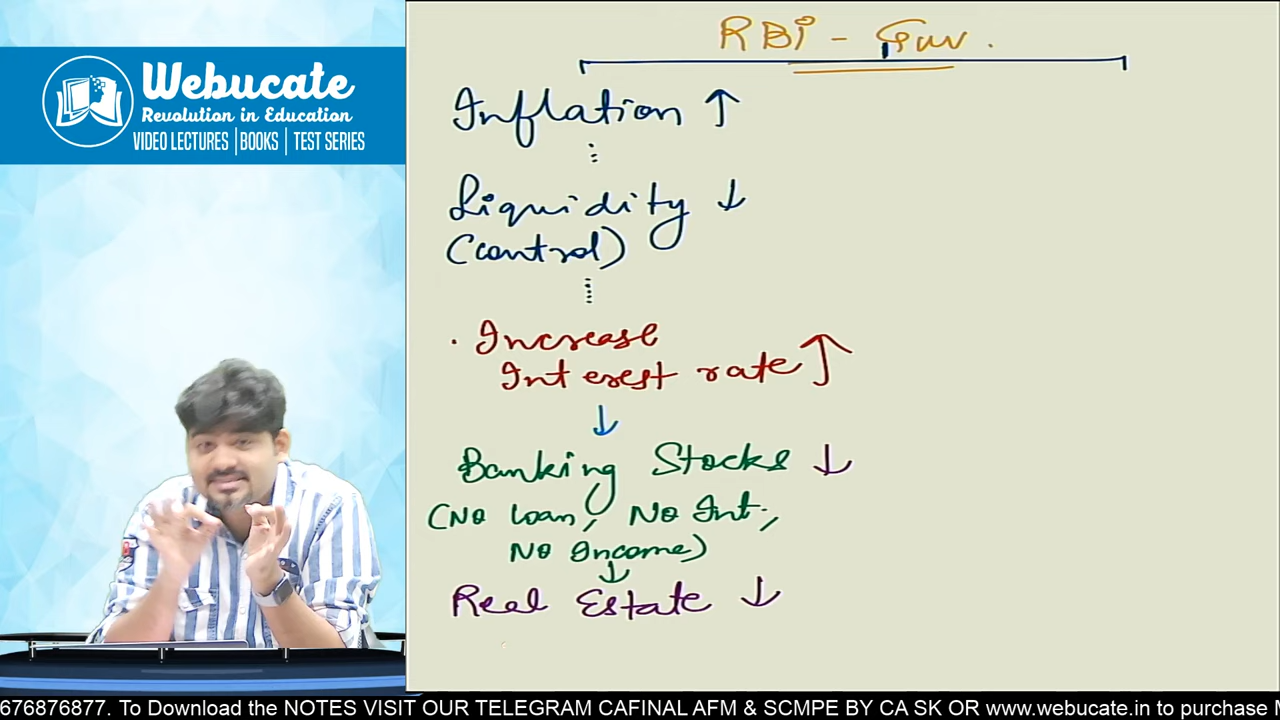 Webucate
Revolution in Education
VIDEO LECTURES | BOOKS | TEST SERIES
RBI - Gov.
Inflation ↑
Liquidity ↓
(control)
. Increase
Interest rate ↑
↓
Banking Stocks ↓
(No loan, No Int.,
No Income)
↓
Real Estate ↓
676876877. To Download the NOTES VISIT OUR TELEGRAM CAFINAL AFM & SCMPE BY CA SK OR www.webucate.in to purchase